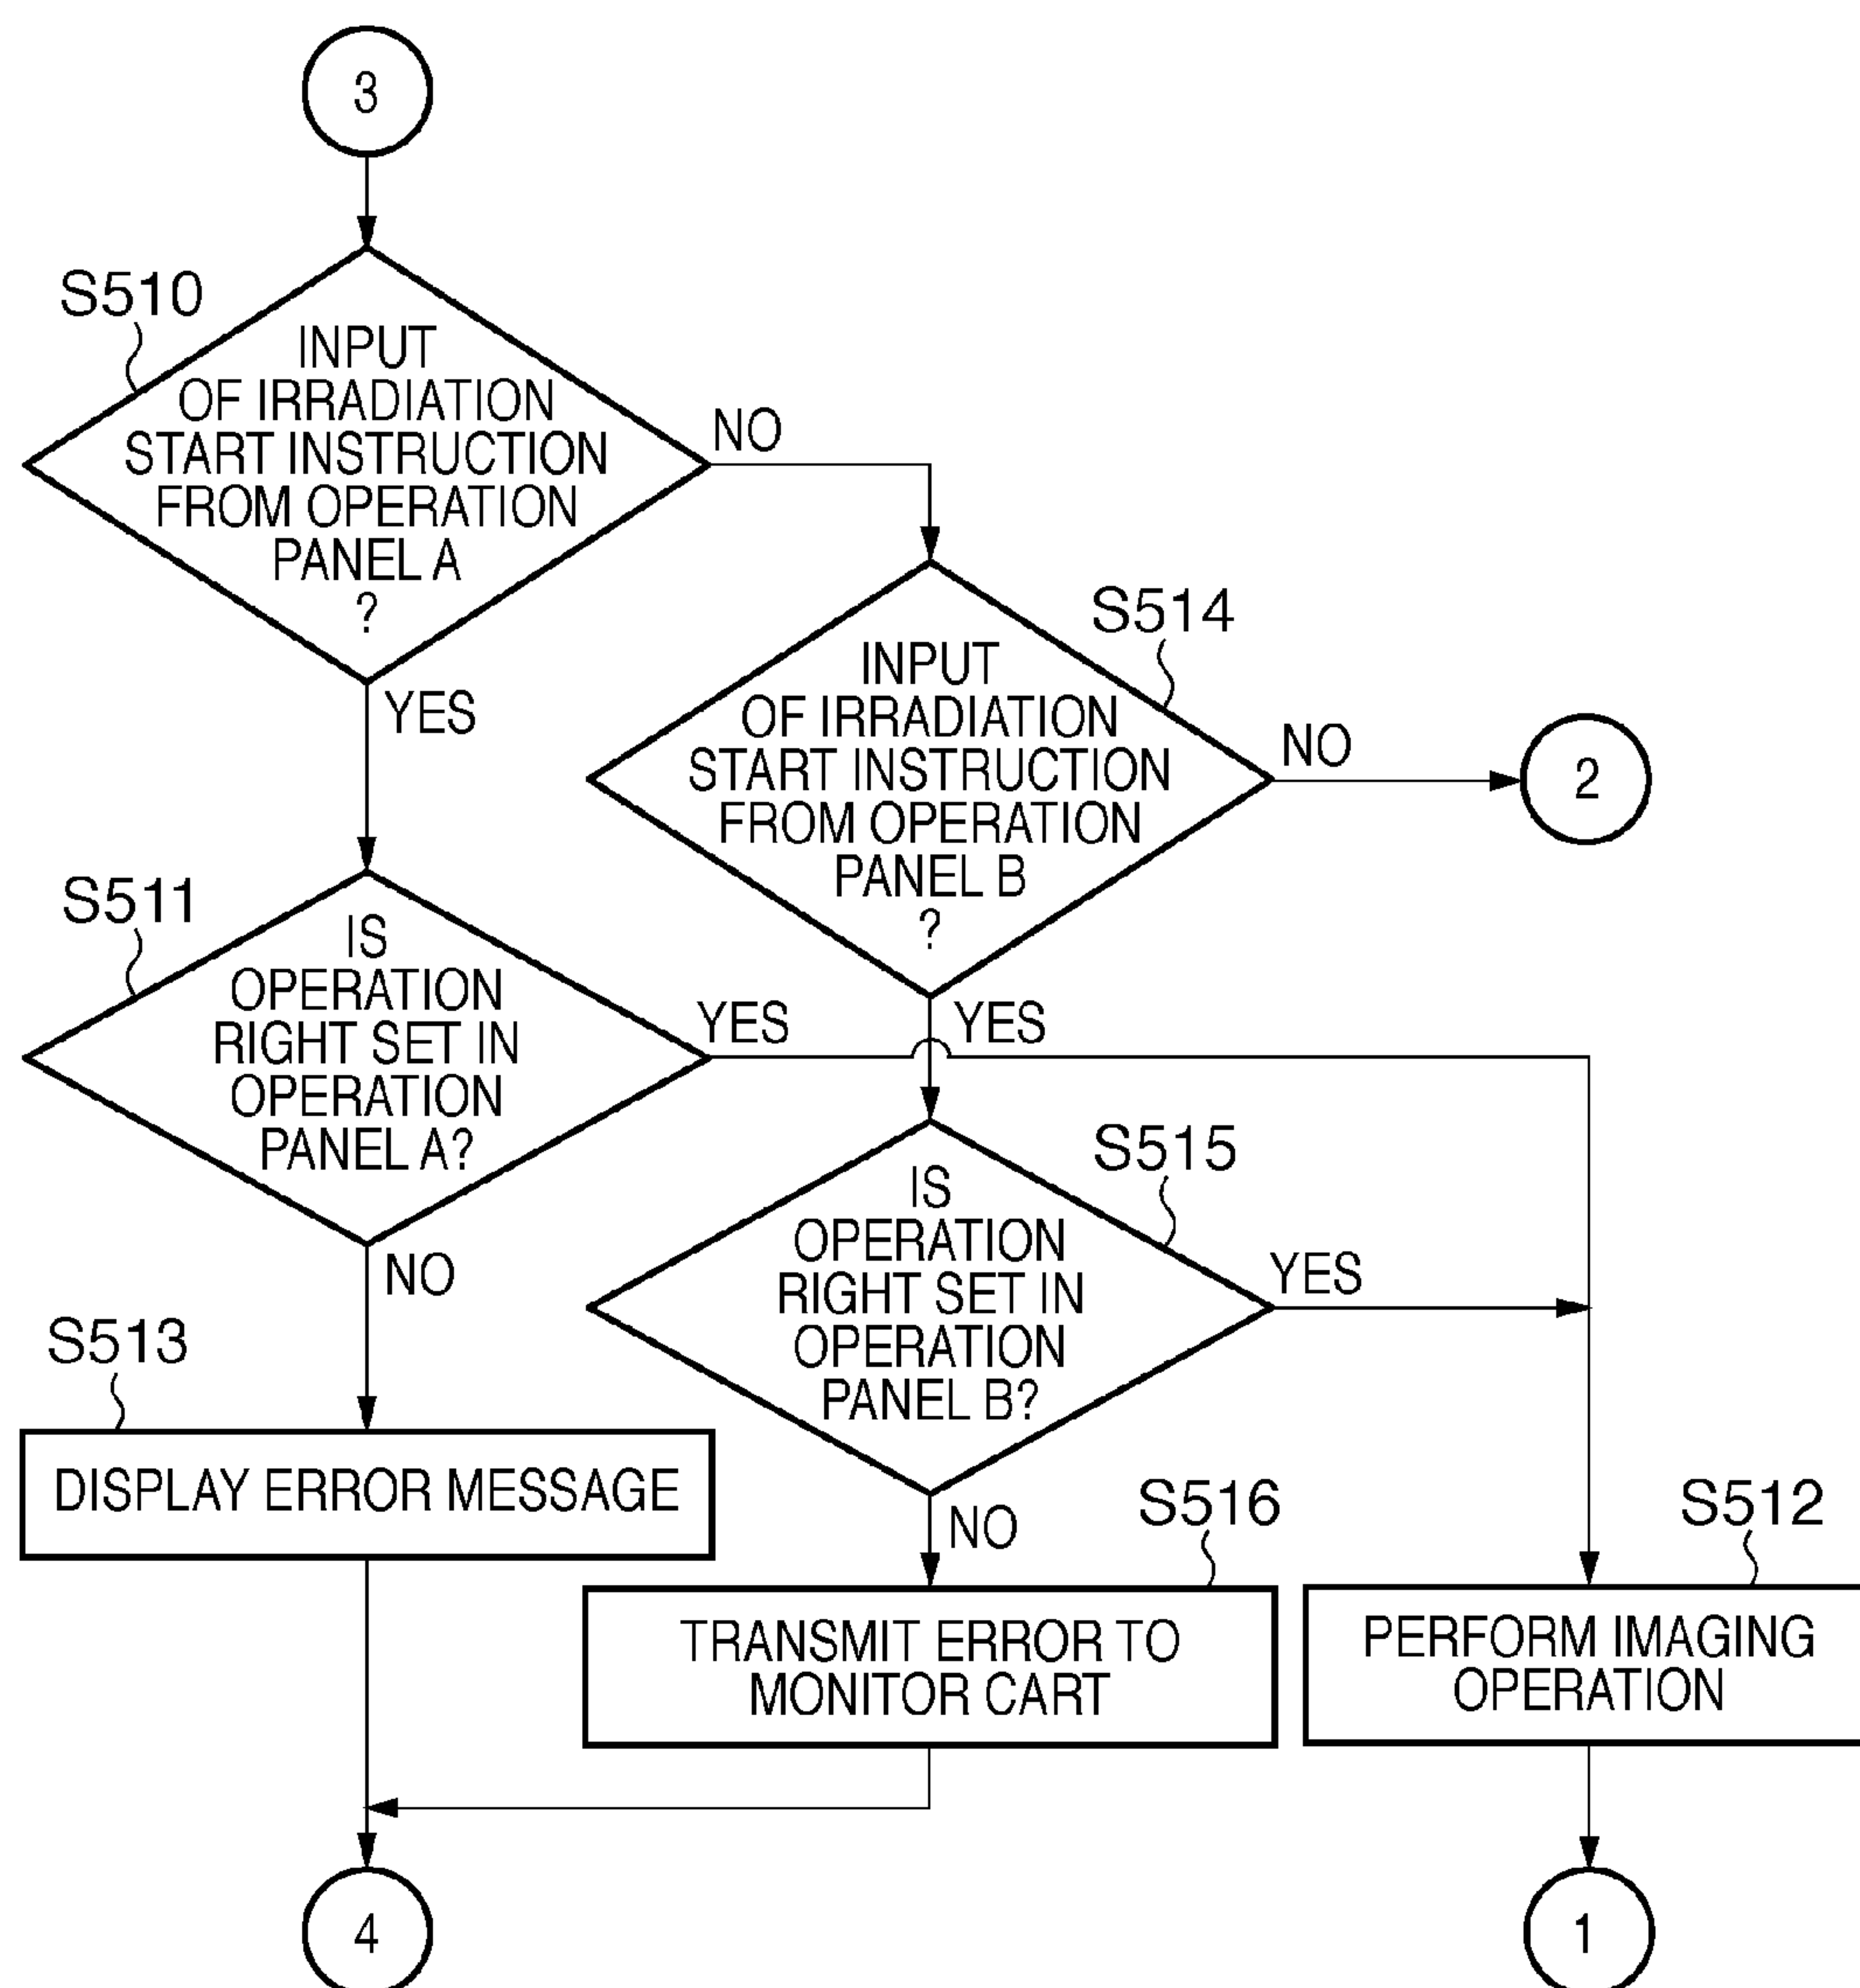 3
S510
INPUT
OF IRRADIATION
START INSTRUCTION
FROM OPERATION
PANEL A
?
NO
YES
S514
INPUT
OF IRRADIATION
START INSTRUCTION
FROM OPERATION
PANEL B
?
NO
2
YES
S511
IS
OPERATION
RIGHT SET IN
OPERATION
PANEL A?
YES
NO
S515
IS
OPERATION
RIGHT SET IN
OPERATION
PANEL B?
YES
NO
S513
DISPLAY ERROR MESSAGE
S516
TRANSMIT ERROR TO
MONITOR CART
S512
PERFORM IMAGING
OPERATION
4
1